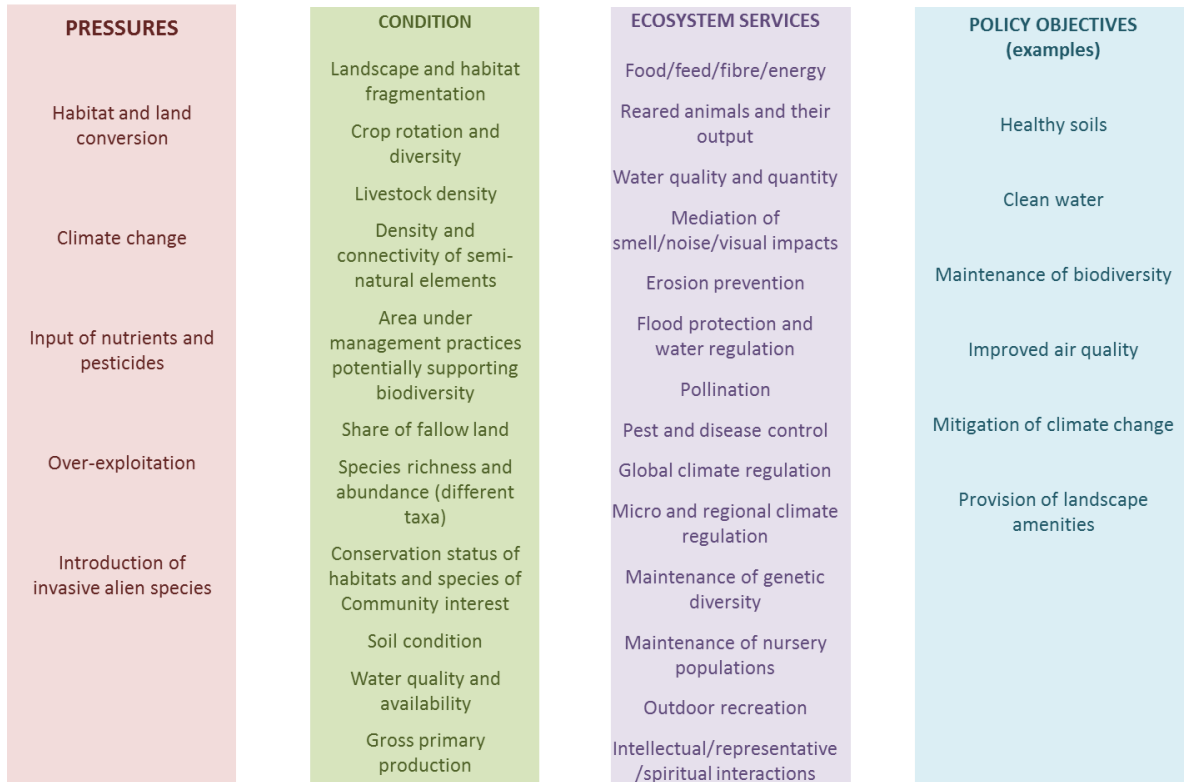 PRESSURES
Habitat and land
conversion
Climate change
Input of nutrients and
pesticides
Over-exploitation
Introduction of
invasive alien species
CONDITION
Landscape and habitat
fragmentation
Crop rotation and
diversity
Livestock density
Density and
connectivity of semi-
natural elements
Area under
management practices
potentially supporting
biodiversity
Share of fallow land
Species richness and
abundance (different
taxa)
Conservation status of
habitats and species of
Community interest
Soil condition
Water quality and
availability
Gross primary
production
ECOSYSTEM SERVICES
Food/feed/fibre/energy
Reared animals and their
output
Water quality and quantity
Mediation of
smell/noise/visual impacts
Erosion prevention
Flood protection and
water regulation
Pollination
Pest and disease control
Global climate regulation
Micro and regional climate
regulation
Maintenance of genetic
diversity
Maintenance of nursery
populations
Outdoor recreation
Intellectual/representative
/spiritual interactions
POLICY OBJECTIVES
(examples)
Healthy soils
Clean water
Maintenance of biodiversity
Improved air quality
Mitigation of climate change
Provision of landscape
amenities